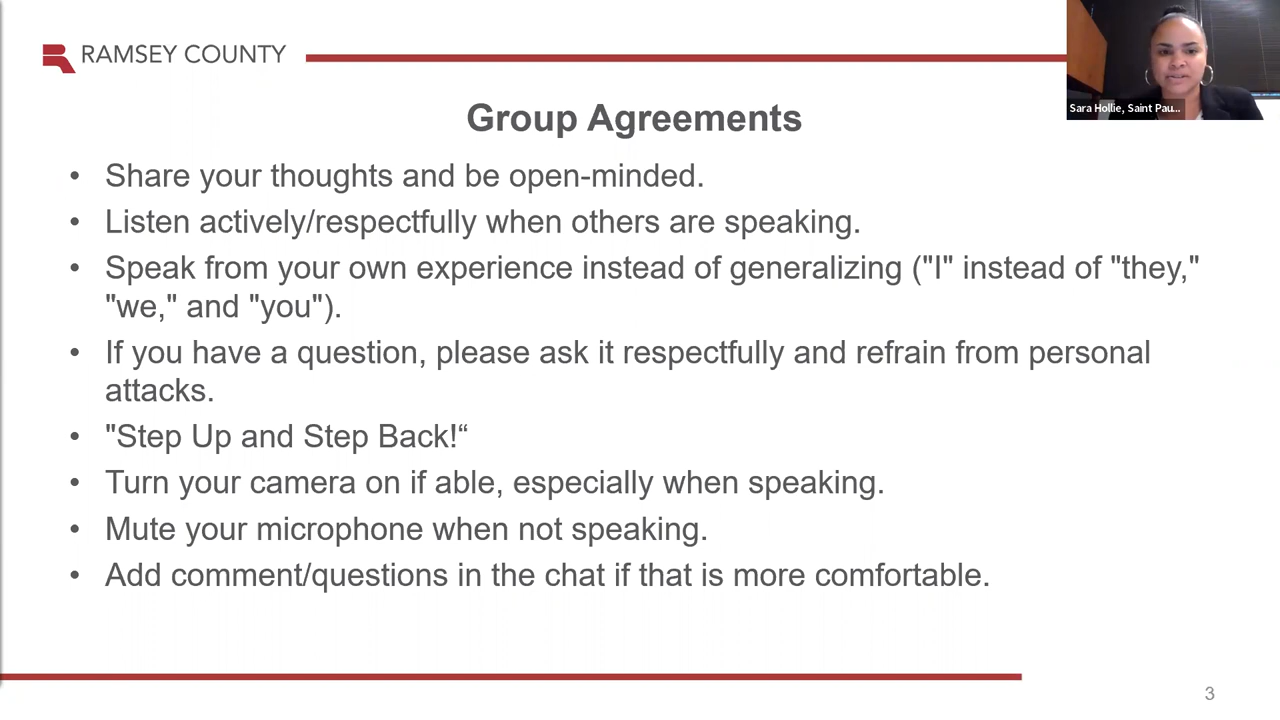 RAMSEY COUNTY
Sara Hollie, Saint Pau...
Group Agreements
• Share your thoughts and be open-minded.
• Listen actively/respectfully when others are speaking.
• Speak from your own experience instead of generalizing ("I" instead of "they,"
"we," and "you").
• If you have a question, please ask it respectfully and refrain from personal
attacks.
• "Step Up and Step Back!“
• Turn your camera on if able, especially when speaking.
• Mute your microphone when not speaking.
• Add comment/questions in the chat if that is more comfortable.
3